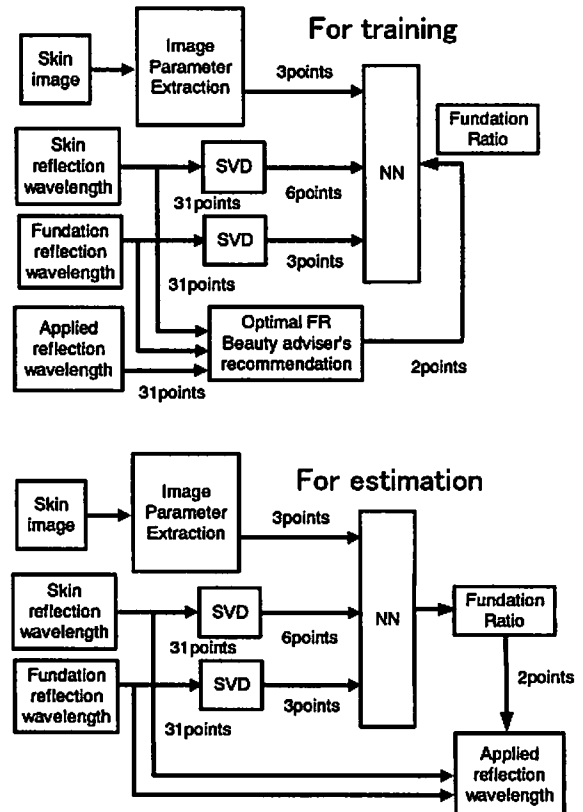 For training
Skin
image
Image
Parameter
Extraction
3points
Fundation
Ratio
Skin
reflection
wavelength
SVD
31points
6points
NN
Fundation
reflection
wavelength
SVD
31points
3points
Applied
reflection
wavelength
31points
Optimal FR
Beauty adviser's
recommendation
2points
For estimation
Skin
image
Image
Parameter
Extraction
3points
Skin
reflection
wavelength
SVD
31points
6points
NN
Fundation
Ratio
Fundation
reflection
wavelength
SVD
31points
3points
2points
Applied
reflection
wavelength